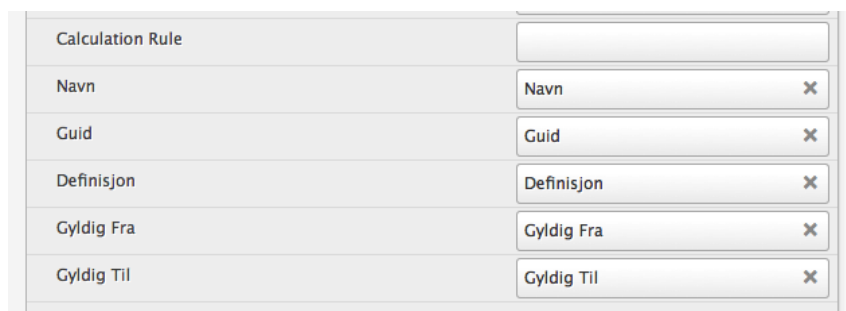 Calculation Rule
Navn Navn
Guid Guid
Definisjon Definisjon
Gyldig Fra Gyldig Fra
Gyldig Til Gyldig Til